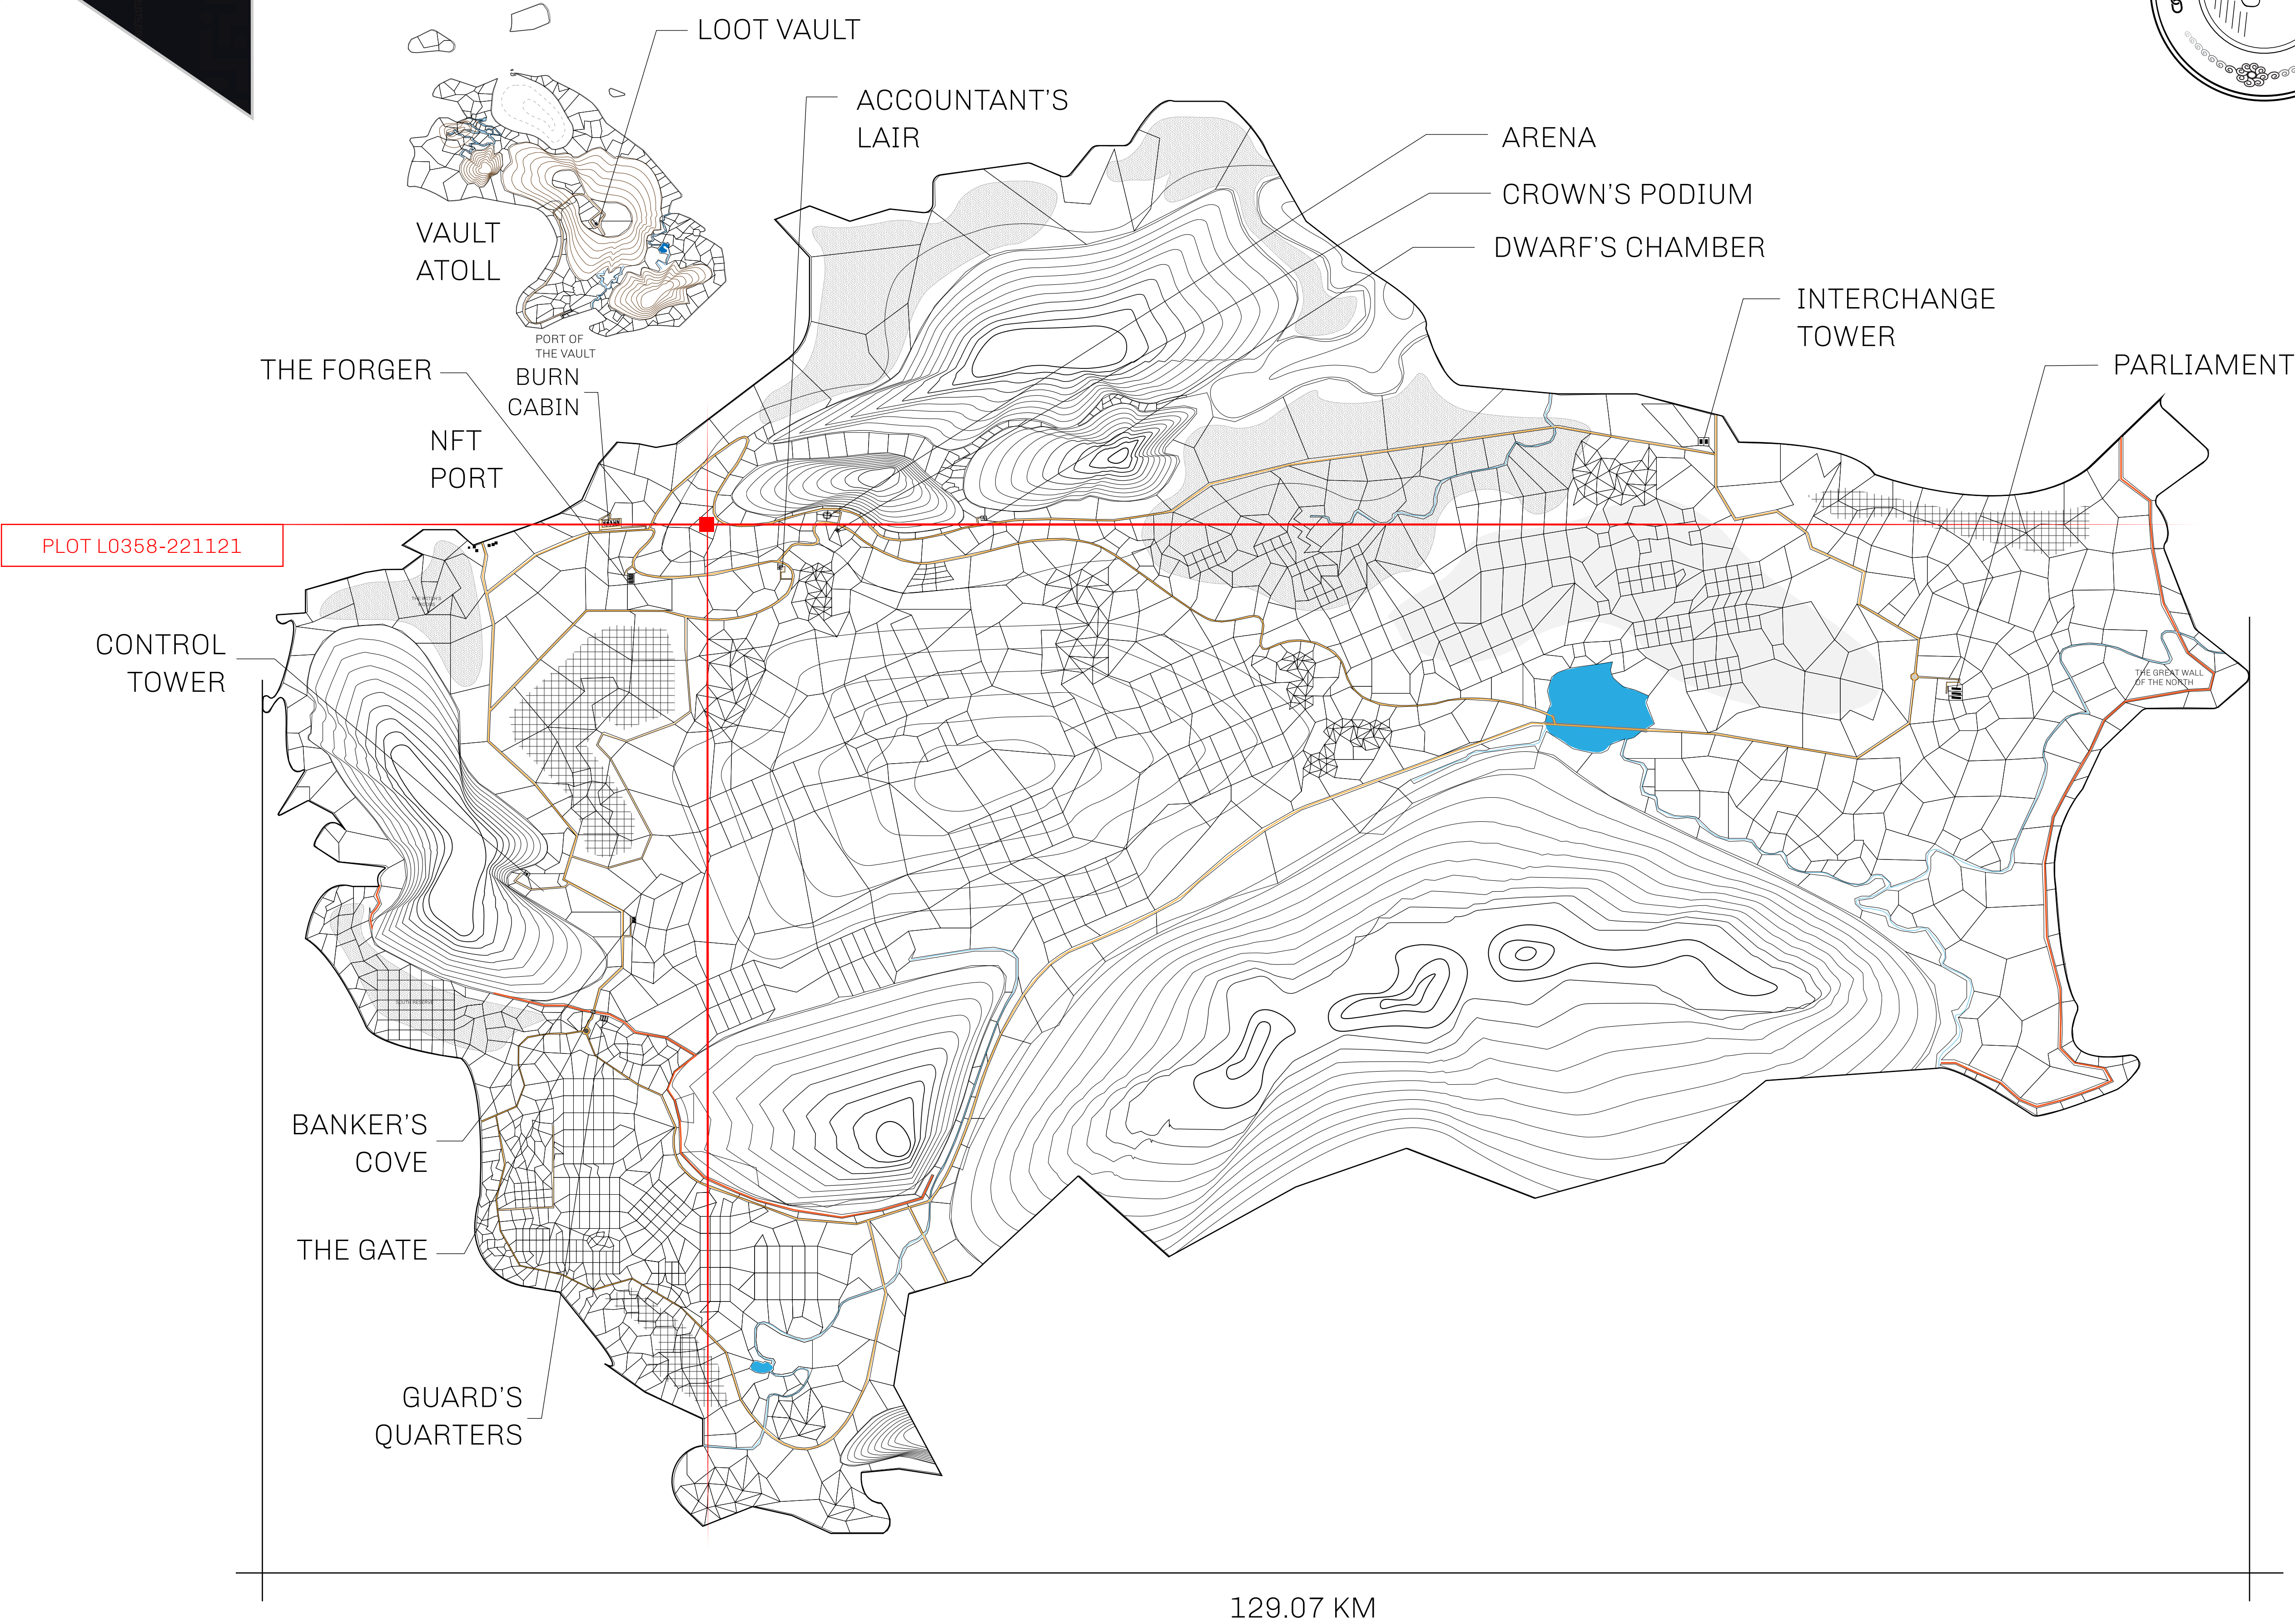 LOOT VAULT
ACCOUNTANT'S
LAIR
ARENA
CROWN'S PODIUM
DWARF'S CHAMBER
VAULT
ATOLL
INTERCHANGE
TOWER
PORT OF
THE VAULT
THE FORGER
BURN
CABIN
PARLIAMENT
NFT
PORT
PLOT L0358-221121
CONTROL
TOWER
THE GREAT WALL
OF THE NORTH
SOUTH RESERVE
BANKER'S
COVE
THE GATE
GUARD'S
QUARTERS
129.07 KM